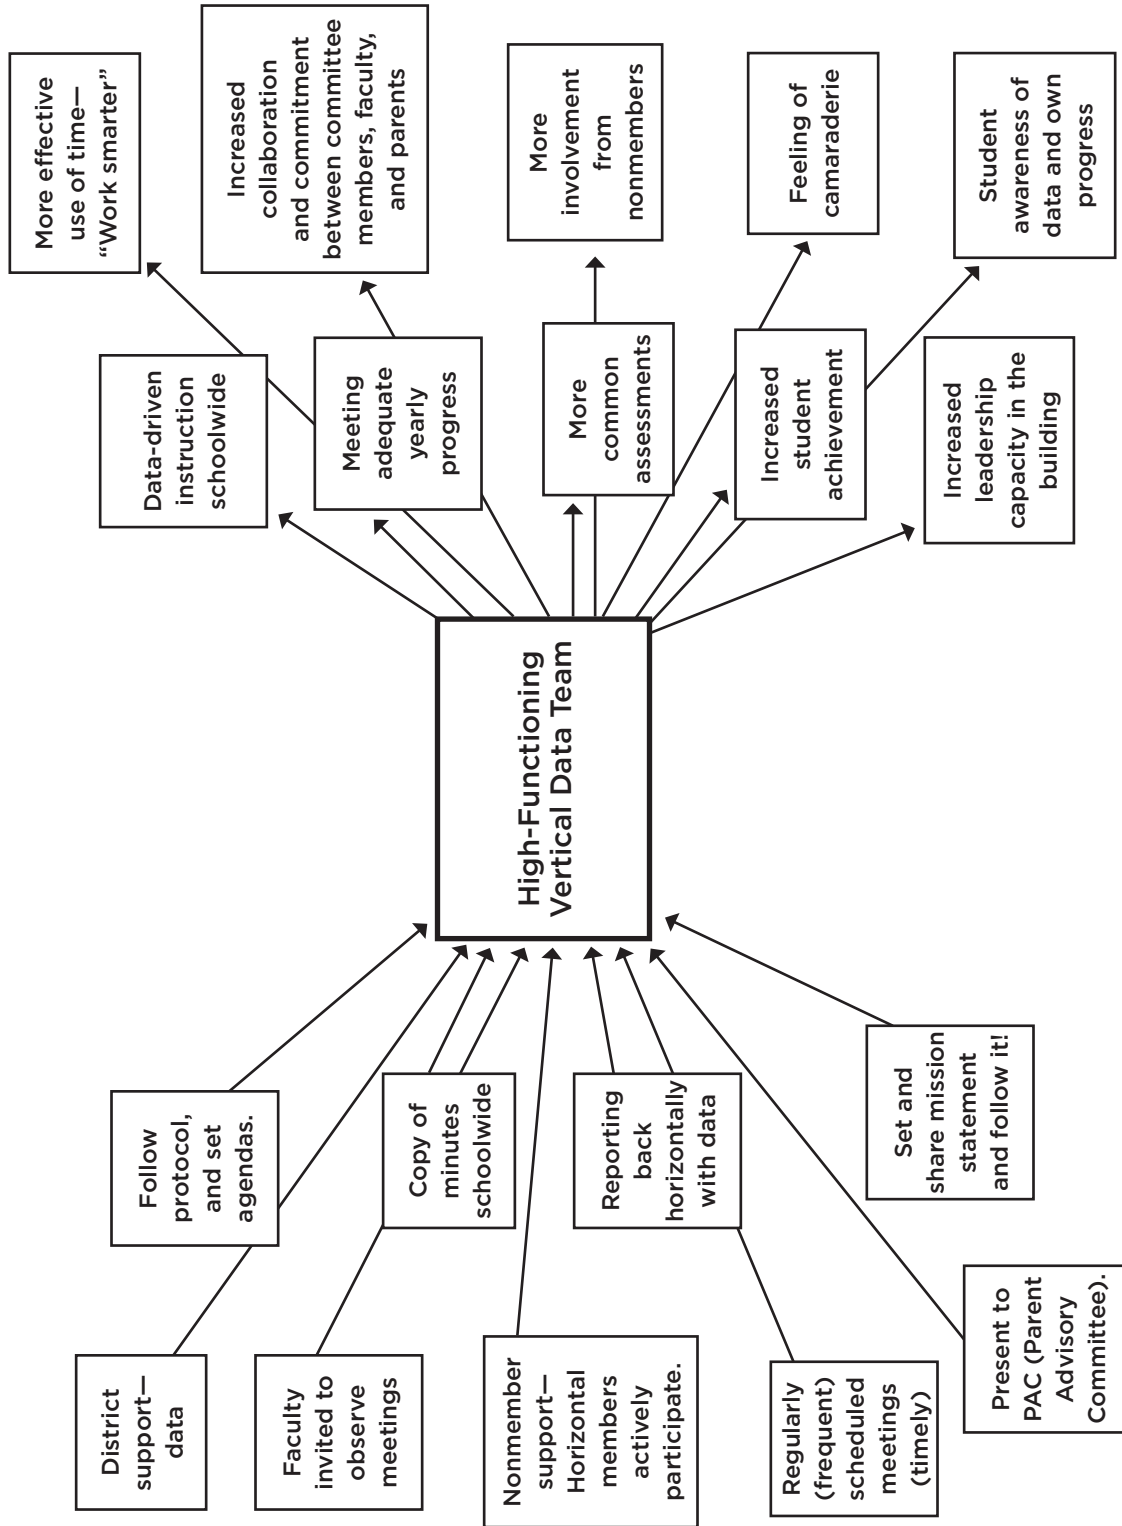 District
support—
data
Faculty
invited to
observe
meetings
Nonmember
support—
Horizontal
members
actively
participate.
Regularly
(frequent)
scheduled
meetings
(timely)
Present to
PAC (Parent
Advisory
Committee).
Follow
protocol,
and set
agendas.
Copy of
minutes
schoolwide
Reporting
back
horizontally
with data
Set and
share mission
statement
and follow it!
High-Functioning
Vertical Data Team
Data-driven
instruction
schoolwide
Meeting
adequate
yearly
progress
More
common
assessments
Increased
student
achievement
Increased
leadership
capacity in the
building
More effective
use of time—
“Work smarter”
Increased
collaboration
and commitment
between committee
members, faculty,
and parents
More
involvement
from
nonmembers
Feeling of
camaraderie
Student
awareness of
data and own
progress